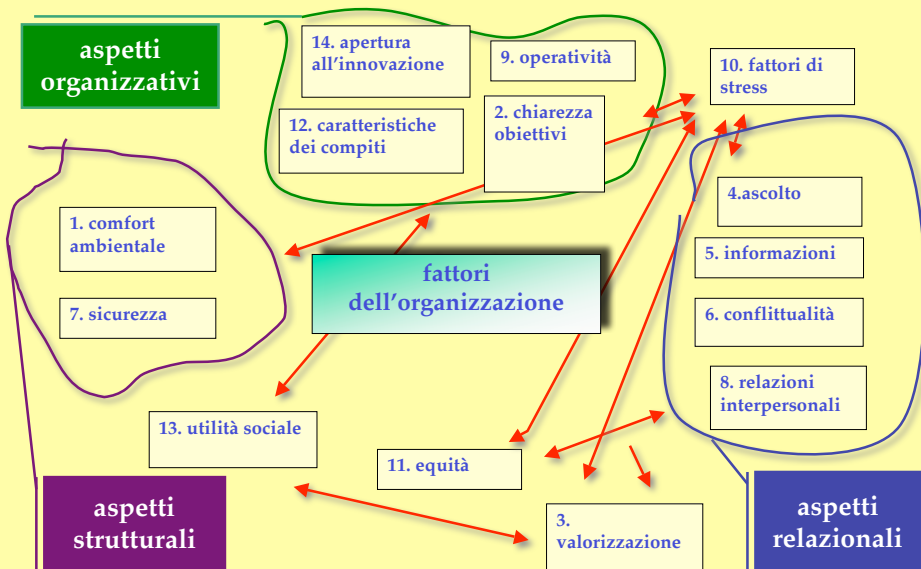 aspetti
organizzativi
14. apertura
all'innovazione
9. operatività
10. fattori di
stress
12. caratteristiche
dei compiti
2. chiarezza
obiettivi
4.ascolto
1. comfort
ambientale
5. informazioni
fattori
dell'organizzazione
7. sicurezza
6. conflittualità
8. relazioni
interpersonali
13. utilità sociale
11. equità
3.
valorizzazione
aspetti
strutturali
aspetti
relazionali